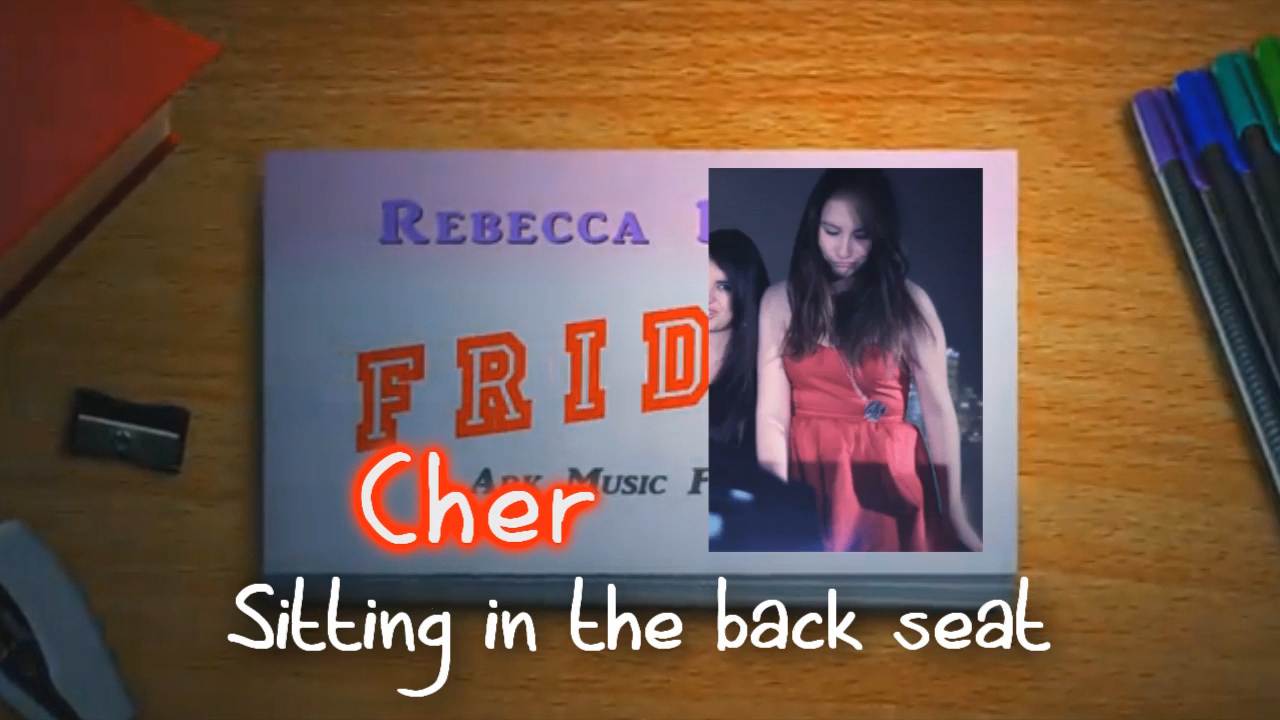 REBECCA
FRID
ARK MUSIC F
Cher
Sitting in the back seat